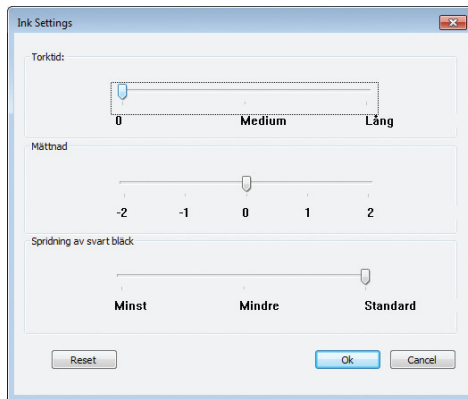 Ink Settings
Torktid:
0 Medium Lång
Mättnad
-2 -1 0 1 2
Spridning av svart bläck
Minst Mindre Standard
Reset Ok Cancel